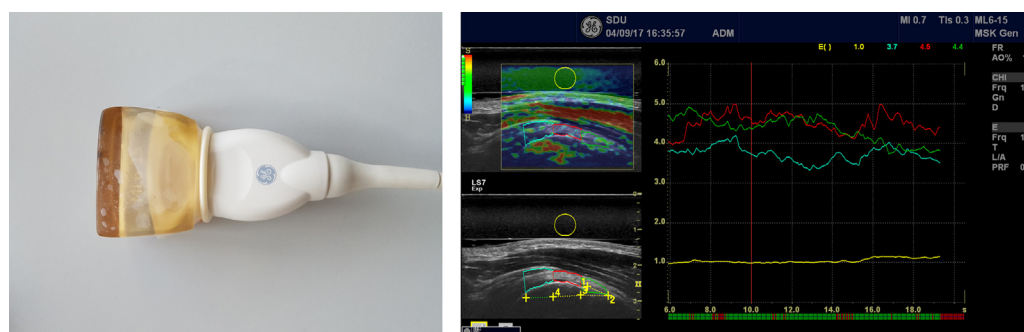 SDU
04/09/17 16:35:57 ADM
MI 0.7 TIs 0.3 ML6-15
MSK Gen
E( ) 1.0 3.7 4.5 4.4
FR
AO%
CHI
Frq 1
Gn
D
E
Frq 1
T
L/A
PRF 0
S
H
LS7
Exp
6.0
5.0
4.0
3.0
2.0
1.0
6.0 8.0 10.0 12.0 14.0 16.0 18.0 s
4
2